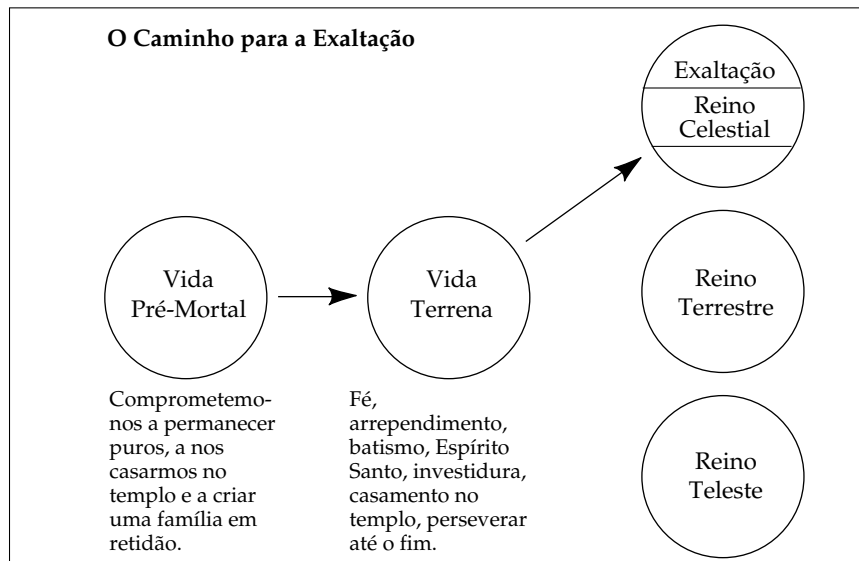 O Caminho para a Exaltação
Exaltação
Reino
Celestial
Vida
Pré-Mortal
Vida
Terrena
Reino
Terrestre
Reino
Teleste
Comprometemo-
nos a permanecer
puros, a nos
casarmos no
templo e a criar
uma família em
retidão.
Fé,
arrependimento,
batismo, Espírito
Santo, investidura,
casamento no
templo, perseverar
até o fim.